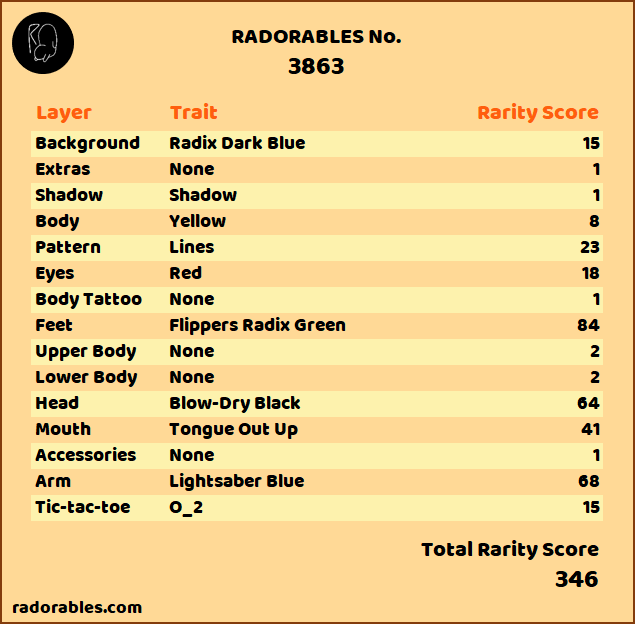 RADORABLES No.
3863
Layer Trait Rarity Score
Background Radix Dark Blue 15
Extras None 1
Shadow Shadow 1
Body Yellow 8
Pattern Lines 23
Eyes Red 18
Body Tattoo None 1
Feet Flippers Radix Green 84
Upper Body None 2
Lower Body None 2
Head Blow-Dry Black 64
Mouth Tongue Out Up 41
Accessories None 1
Arm Lightsaber Blue 68
Tic-tac-toe O_2 15
Total Rarity Score
346
radorables.com